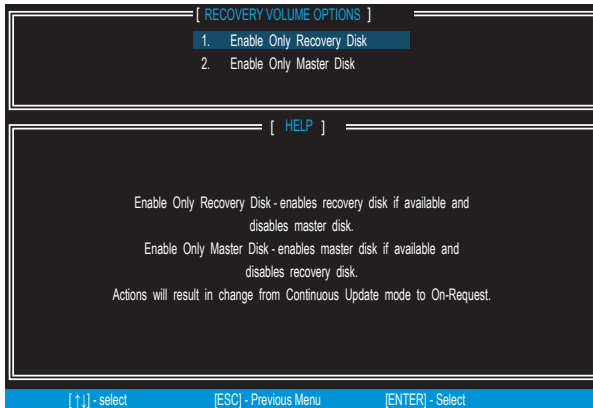 [ RECOVERY VOLUME OPTIONS ]
1. Enable Only Recovery Disk
2. Enable Only Master Disk
[ HELP ]
Enable Only Recovery Disk - enables recovery disk if available and
disables master disk.
Enable Only Master Disk - enables master disk if available and
disables recovery disk.
Actions will result in change from Continuous Update mode to On-Request.
[ ↑↓] - select [ESC] - Previous Menu [ENTER] - Select